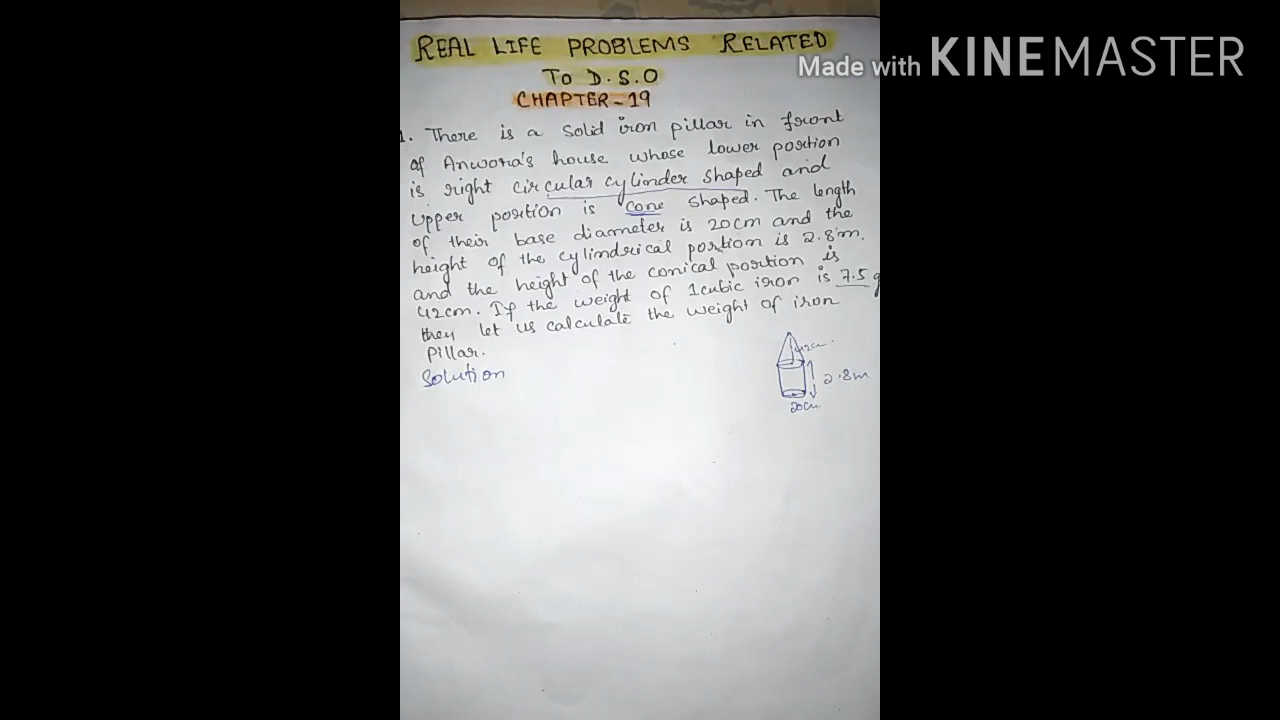 REAL LIFE PROBLEMS RELATED
TO D.S.O
CHAPTER-19
Made with KINEMASTER
1. There is a solid iron pillar in front
of Anwora's house whose lower portion
is right circular cylinder shaped and
upper portion is cone shaped. The length
of their base diameter is 20cm and the
height of the cylindrical portion is 2.8m.
and the height of the conical portion is
42cm. If the weight of 1cubic iron is 7.5 g
they let us calculate the weight of iron
Pillar.
Solution
42cm.
2.8m
20cm